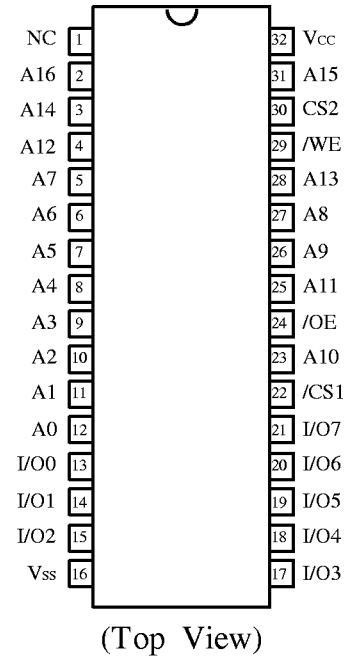 NC 1 32 Vcc
A16 2 31 A15
A14 3 30 CS2
A12 4 29 /WE
A7 5 28 A13
A6 6 27 A8
A5 7 26 A9
A4 8 25 A11
A3 9 24 /OE
A2 10 23 A10
A1 11 22 /CS1
A0 12 21 I/O7
I/O0 13 20 I/O6
I/O1 14 19 I/O5
I/O2 15 18 I/O4
Vss 16 17 I/O3
(Top View)